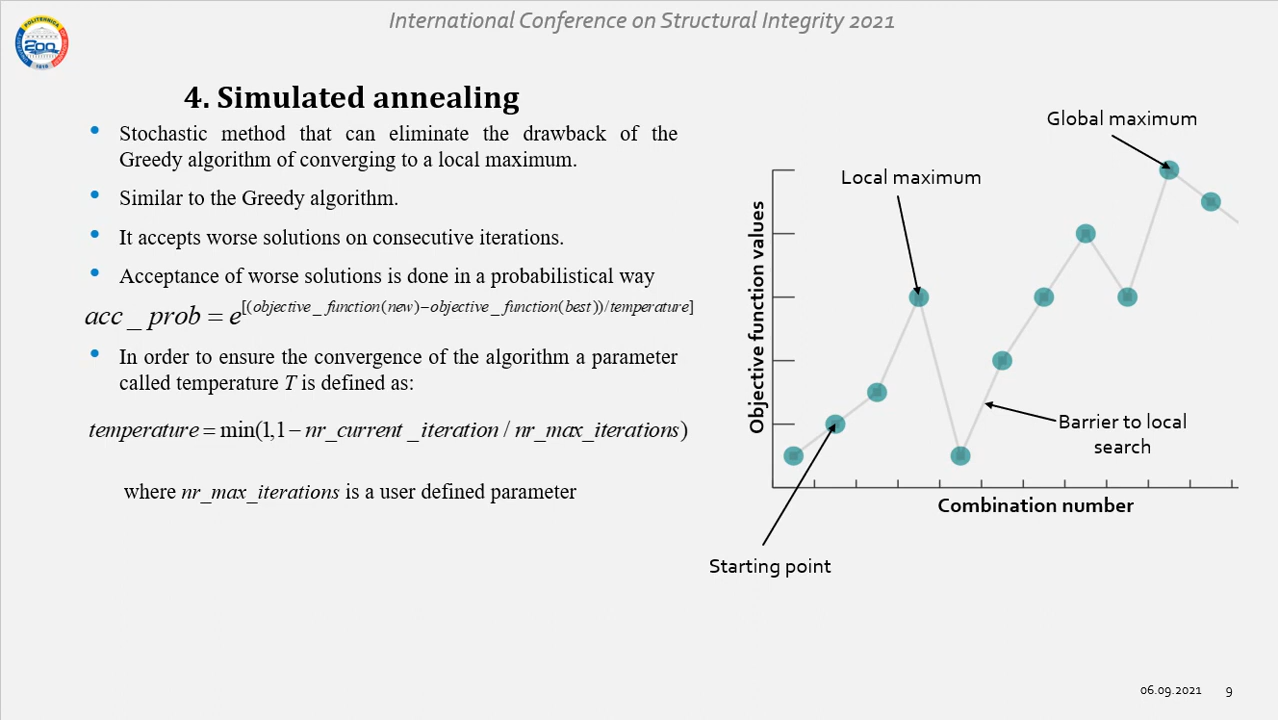 International Conference on Structural Integrity 2021
POLITEHNICA
200
1818
4. Simulated annealing
• Stochastic method that can eliminate the drawback of the
Greedy algorithm of converging to a local maximum.
• Similar to the Greedy algorithm.
• It accepts worse solutions on consecutive iterations.
• Acceptance of worse solutions is done in a probabilistical way
acc _ prob = e^[(objective _ function(new)−objective _ function(best))/temperature]
• In order to ensure the convergence of the algorithm a parameter
called temperature T is defined as:
temperature = min(1,1− nr_current _iteration / nr_max_iterations)
where nr_max_iterations is a user defined parameter
Global maximum
Local maximum
Objective function values
Barrier to local
search
Combination number
Starting point
06.09.2021 9